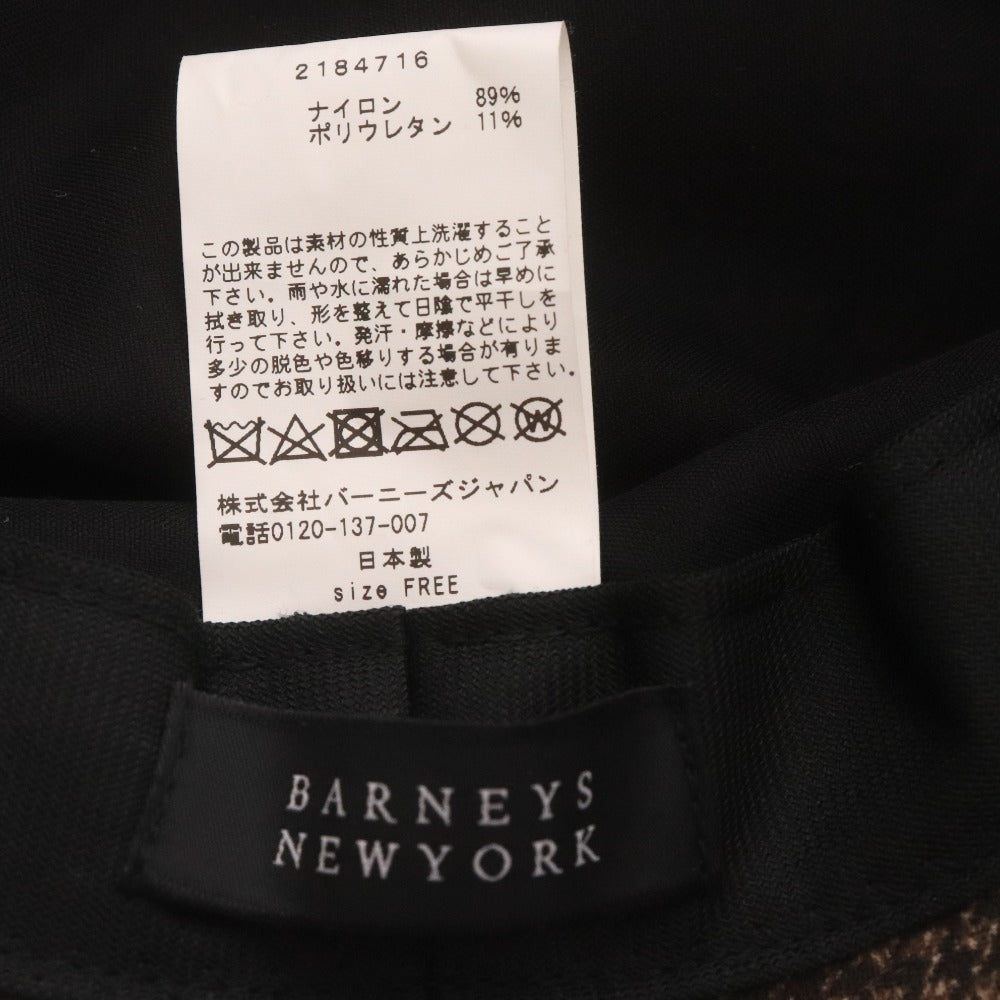 2184716
ナイロン 89%
ポリウレタン 11%
この製品は素材の性質上洗濯すること
が出来ませんので、あらかじめご了承
下さい。雨や水に濡れた場合は早めに
拭き取り、形を整えて日陰で平干しを
行って下さい。発汗・摩擦などにより
多少の脱色や色移りする場合が有りま
すのでお取り扱いには注意して下さい。
W
株式会社バーニーズジャパン
電話0120-137-007
日本製
size FREE
BARNEYS
NEWYORK